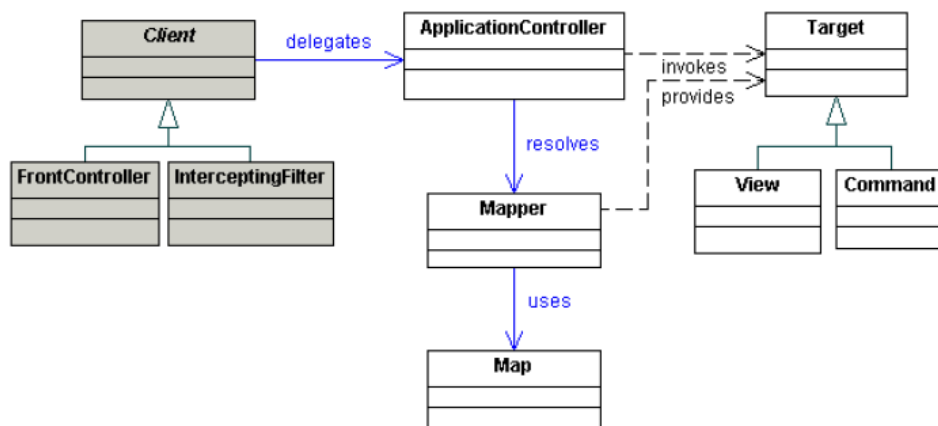 Client
delegates
ApplicationController
Target
invokes
provides
resolves
FrontController
InterceptingFilter
Mapper
View
Command
uses
Map